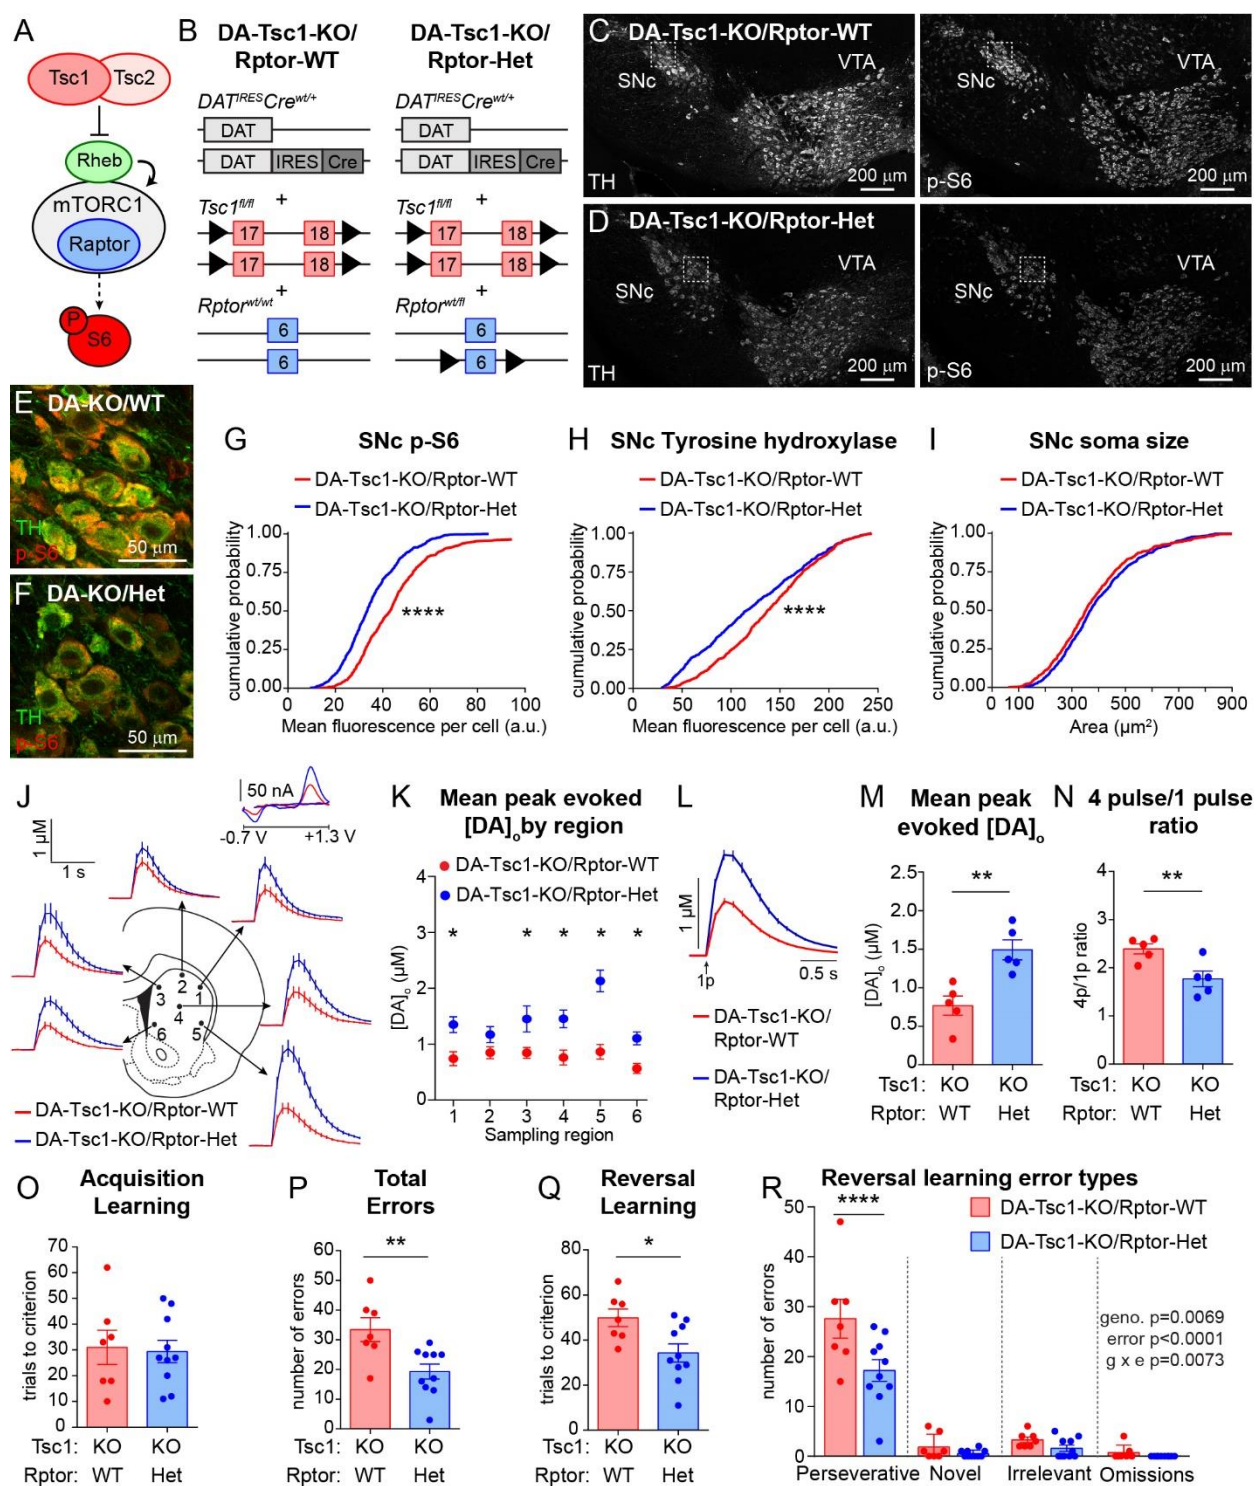 A
Tsc1
Tsc2
Rheb
mTORC1
Raptor
P
S6
B
DA-Tsc1-KO/
Rptor-WT
DA-Tsc1-KO/
Rptor-Het
DATIRESCrewt/+
DATIRESCrewt/+
DAT
DAT
DAT IRES Cre
DAT IRES Cre
+
+
Tsc1fl/fl
Tsc1fl/fl
17 18
17 18
17 18
17 18
+
+
Rptorwt/wt
Rptorwt/fl
6
6
6
6
C DA-Tsc1-KO/Rptor-WT
SNc
VTA
TH
200 µm
SNc
VTA
p-S6
200 µm
D DA-Tsc1-KO/Rptor-Het
SNc
VTA
TH
200 µm
SNc
VTA
p-S6
200 µm
E DA-KO/WT
TH
p-S6
50 µm
F DA-KO/Het
TH
p-S6
50 µm
G SNc p-S6
DA-Tsc1-KO/Rptor-WT
DA-Tsc1-KO/Rptor-Het
cumulative probability
1.00
0.75
0.50
0.25
0.00
****
0 20 40 60 80 100
Mean fluorescence per cell (a.u.)
H SNc Tyrosine hydroxylase
DA-Tsc1-KO/Rptor-WT
DA-Tsc1-KO/Rptor-Het
cumulative probability
1.00
0.75
0.50
0.25
0.00
****
0 50 100 150 200 250
Mean fluorescence per cell (a.u.)
I SNc soma size
DA-Tsc1-KO/Rptor-WT
DA-Tsc1-KO/Rptor-Het
cumulative probability
1.00
0.75
0.50
0.25
0.00
100 300 500 700 900
Area (µm²)
J
1 µM
1 s
50 nA
-0.7 V
+1.3 V
1
2
3
4
5
6
DA-Tsc1-KO/Rptor-WT
DA-Tsc1-KO/Rptor-Het
K Mean peak evoked
[DA]o by region
DA-Tsc1-KO/Rptor-WT
DA-Tsc1-KO/Rptor-Het
[DA]o (µM)
4
3
2
1
0
* * * * *
1 2 3 4 5 6
Sampling region
L
1 µM
1p
0.5 s
DA-Tsc1-KO/
Rptor-WT
DA-Tsc1-KO/
Rptor-Het
M Mean peak
evoked [DA]o
**
[DA]o (µM)
2.5
2.0
1.5
1.0
0.5
0.0
Tsc1: KO KO
Rptor: WT Het
N 4 pulse/1 pulse
ratio
**
4p/1p ratio
4
3
2
1
0
Tsc1: KO KO
Rptor: WT Het
O Acquisition
Learning
trials to criterion
70
60
50
40
30
20
10
0
Tsc1: KO KO
Rptor: WT Het
P Total
Errors
**
number of errors
60
50
40
30
20
10
0
Tsc1: KO KO
Rptor: WT Het
Q Reversal
Learning
*
trials to criterion
80
60
40
20
0
Tsc1: KO KO
Rptor: WT Het
R Reversal learning error types
****
DA-Tsc1-KO/Rptor-WT
DA-Tsc1-KO/Rptor-Het
number of errors
50
40
30
20
10
0
geno. p=0.0069
error p<0.0001
g x e p=0.0073
Perseverative Novel Irrelevant Omissions